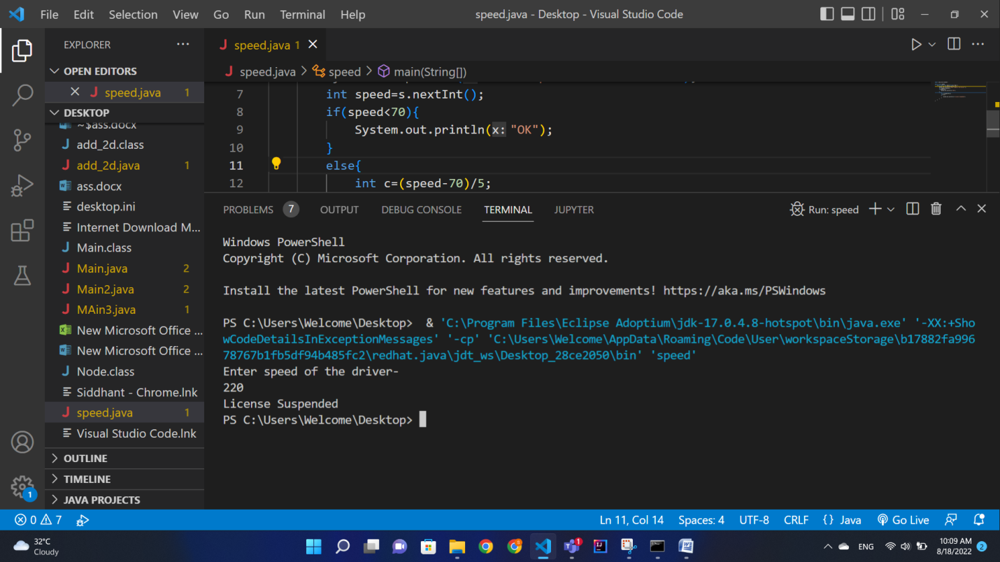 File Edit Selection View Go Run Terminal Help
speed.java - Desktop - Visual Studio Code
EXPLORER
speed.java 1
OPEN EDITORS
speed.java 1
speed.java > speed > main(String[])
DESKTOP
~$ass.docx
add_2d.class
add_2d.java 1
ass.docx
desktop.ini
Internet Download M...
Main.class
Main.java 2
Main2.java 2
MAin3.java 1
New Microsoft Office ...
New Microsoft Office ...
Node.class
Siddhant - Chrome.lnk
speed.java 1
Visual Studio Code.lnk
OUTLINE
TIMELINE
JAVA PROJECTS
7 int speed=s.nextInt();
8 if(speed<70){
9 System.out.println(x: "OK");
10 }
11 else{
12 int c=(speed-70)/5;
PROBLEMS 7 OUTPUT DEBUG CONSOLE TERMINAL JUPYTER
Run: speed
Windows PowerShell
Copyright (C) Microsoft Corporation. All rights reserved.
Install the latest PowerShell for new features and improvements! https://aka.ms/PSWindows
PS C:\Users\Welcome\Desktop>  & 'C:\Program Files\Eclipse Adoptium\jdk-17.0.4.8-hotspot\bin\java.exe' '-XX:+Sho
wCodeDetailsInExceptionMessages' '-cp' 'C:\Users\Welcome\AppData\Roaming\Code\User\workspaceStorage\b17882fa996
78767b1fb5df94b485fc2\redhat.java\jdt_ws\Desktop_28ce2050\bin' 'speed'
Enter speed of the driver-
220
License Suspended
PS C:\Users\Welcome\Desktop>
1
0 7
Ln 11, Col 14 Spaces: 4 UTF-8 CRLF {} Java Go Live
32°C
Cloudy
1
ENG
10:09 AM
8/18/2022
2